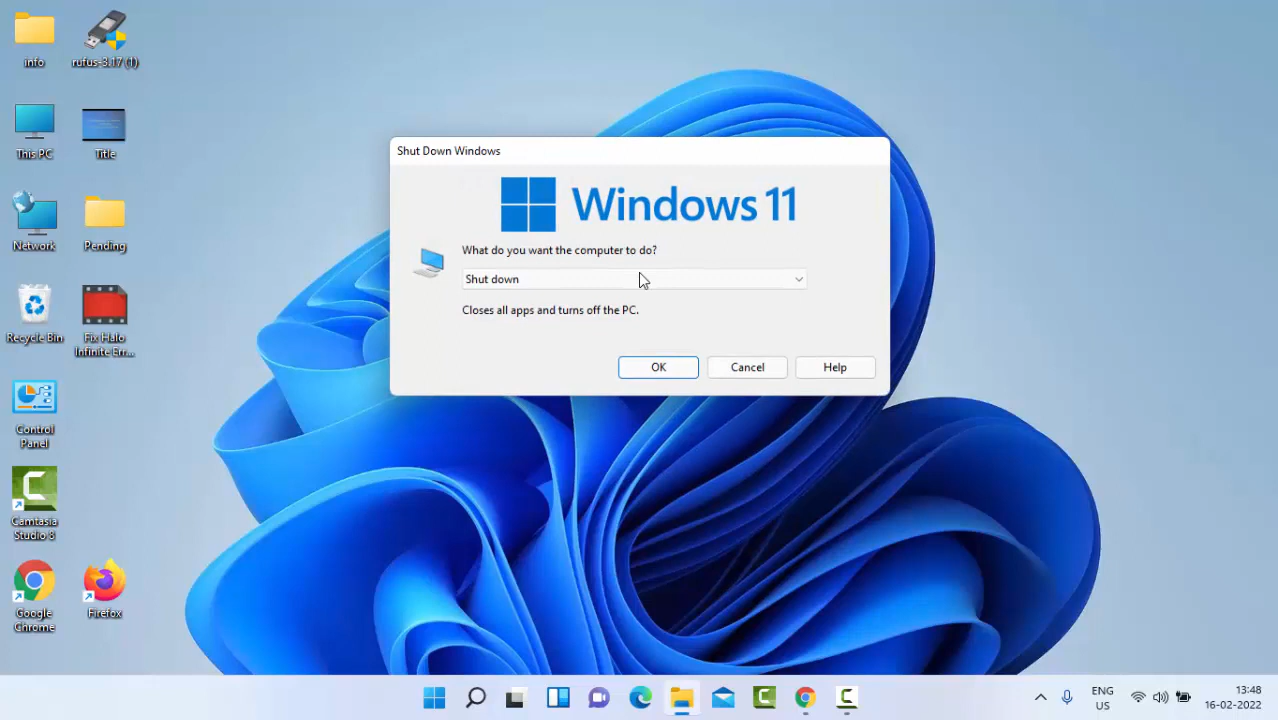 info
rufus-3.17 (1)
This PC
Title
Network
Pending
Recycle Bin
Fix Halo
Infinite Err...
Control
Panel
Camtasia
Studio 8
Google
Chrome
Firefox
Shut Down Windows
Windows 11
What do you want the computer to do?
Shut down
Closes all apps and turns off the PC.
OK
Cancel
Help
ENG
US
13:48
16-02-2022